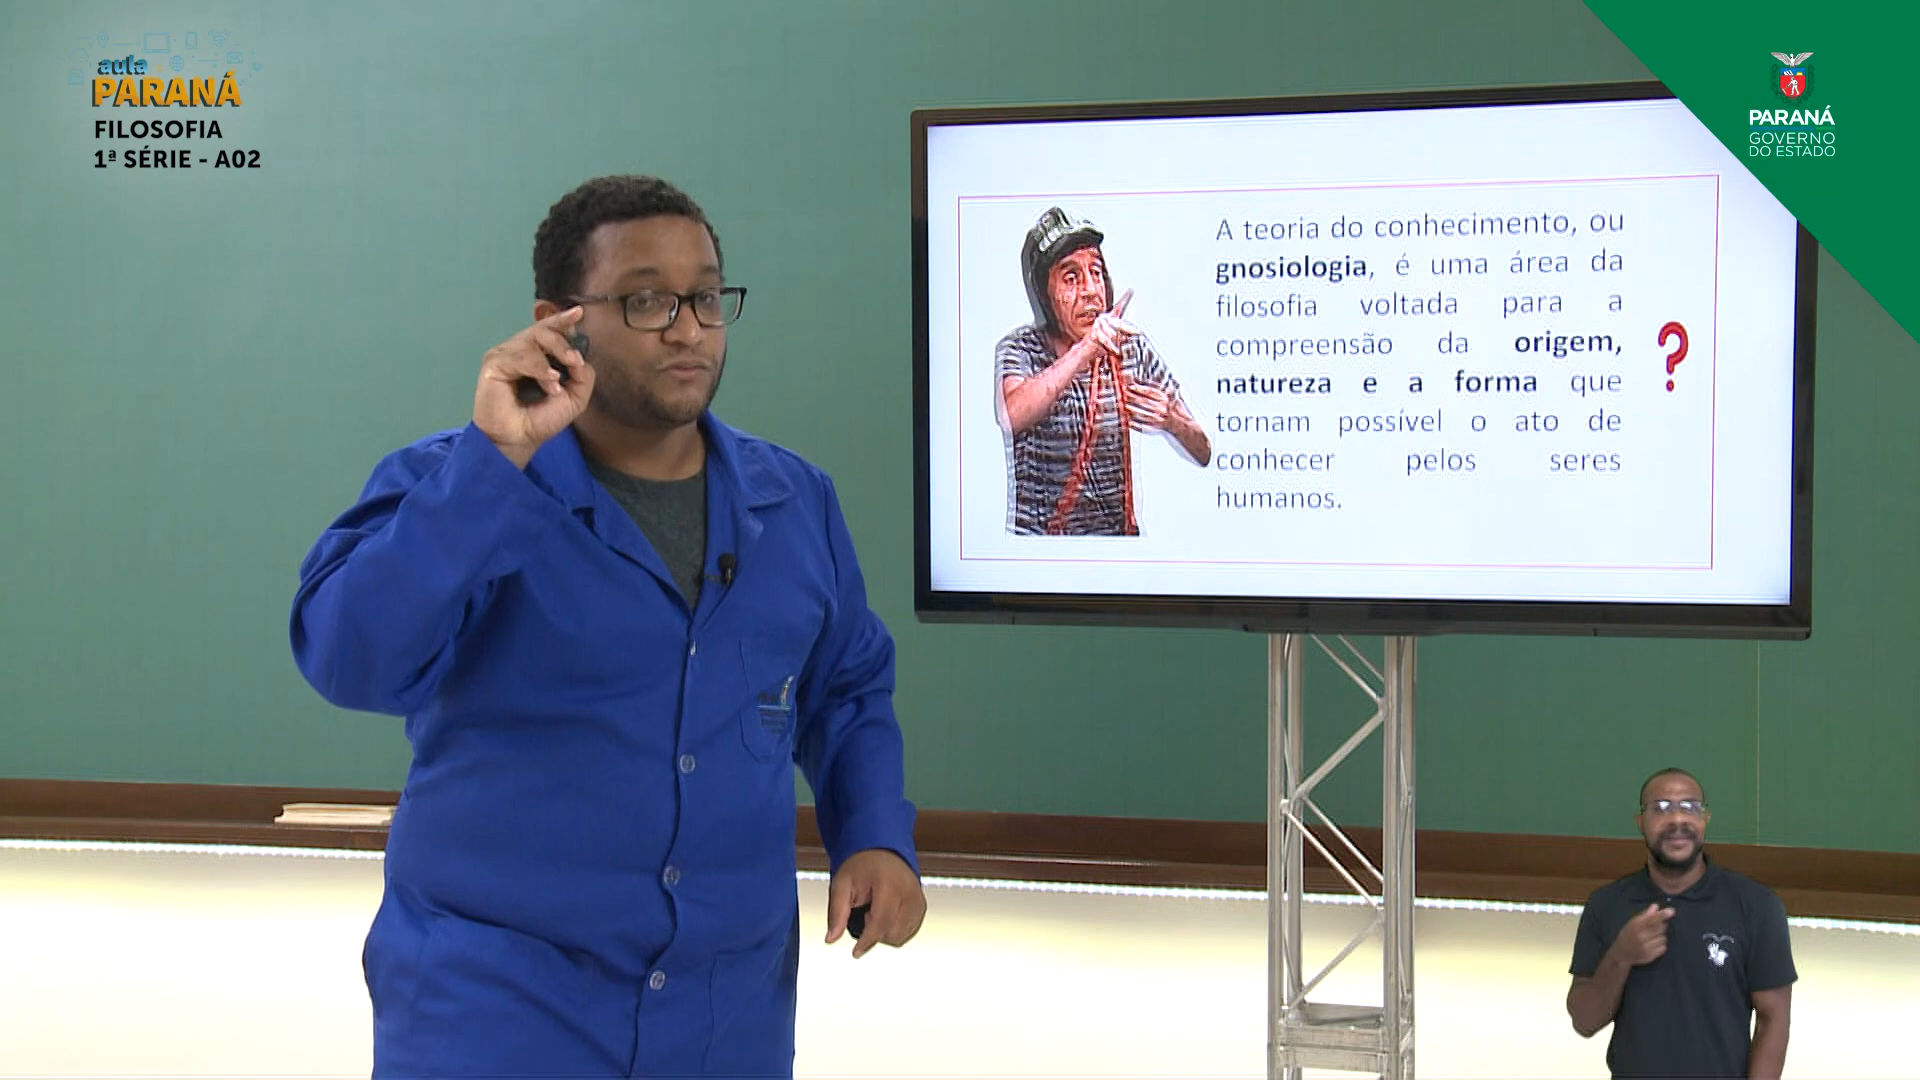 aula
PARANÁ
FILOSOFIA
1ª SÉRIE - A02
PARANÁ
GOVERNO
DO ESTADO
A teoria do conhecimento, ou
gnosiologia, é uma área da
filosofia voltada para a
compreensão da origem,
natureza e a forma que
tornam possível o ato de
conhecer pelos seres
humanos.
?